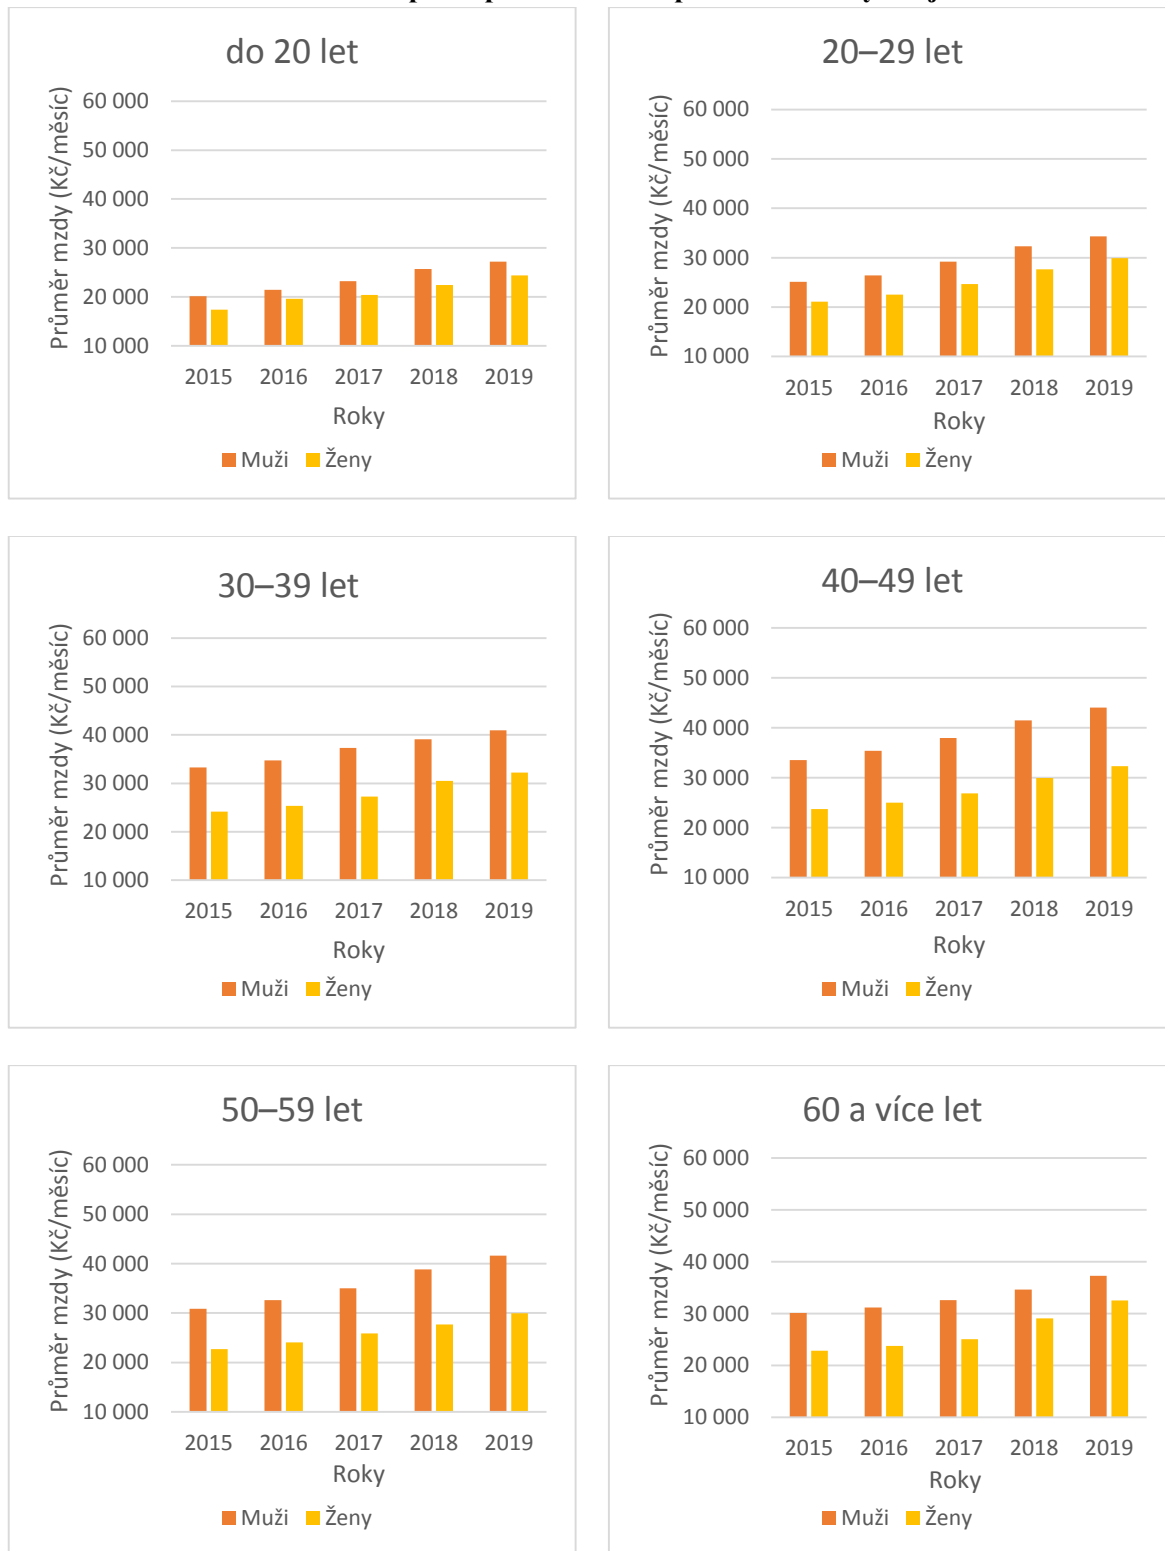 do 20 let
Průměr mzdy (Kč/měsíc)
60 000
50 000
40 000
30 000
20 000
10 000
2015 2016 2017 2018 2019
Roky
Muži Ženy
20–29 let
Průměr mzdy (Kč/měsíc)
60 000
50 000
40 000
30 000
20 000
10 000
2015 2016 2017 2018 2019
Roky
Muži Ženy
30–39 let
Průměr mzdy (Kč/měsíc)
60 000
50 000
40 000
30 000
20 000
10 000
2015 2016 2017 2018 2019
Roky
Muži Ženy
40–49 let
Průměr mzdy (Kč/měsíc)
60 000
50 000
40 000
30 000
20 000
10 000
2015 2016 2017 2018 2019
Roky
Muži Ženy
50–59 let
Průměr mzdy (Kč/měsíc)
60 000
50 000
40 000
30 000
20 000
10 000
2015 2016 2017 2018 2019
Roky
Muži Ženy
60 a více let
Průměr mzdy (Kč/měsíc)
60 000
50 000
40 000
30 000
20 000
10 000
2015 2016 2017 2018 2019
Roky
Muži Ženy